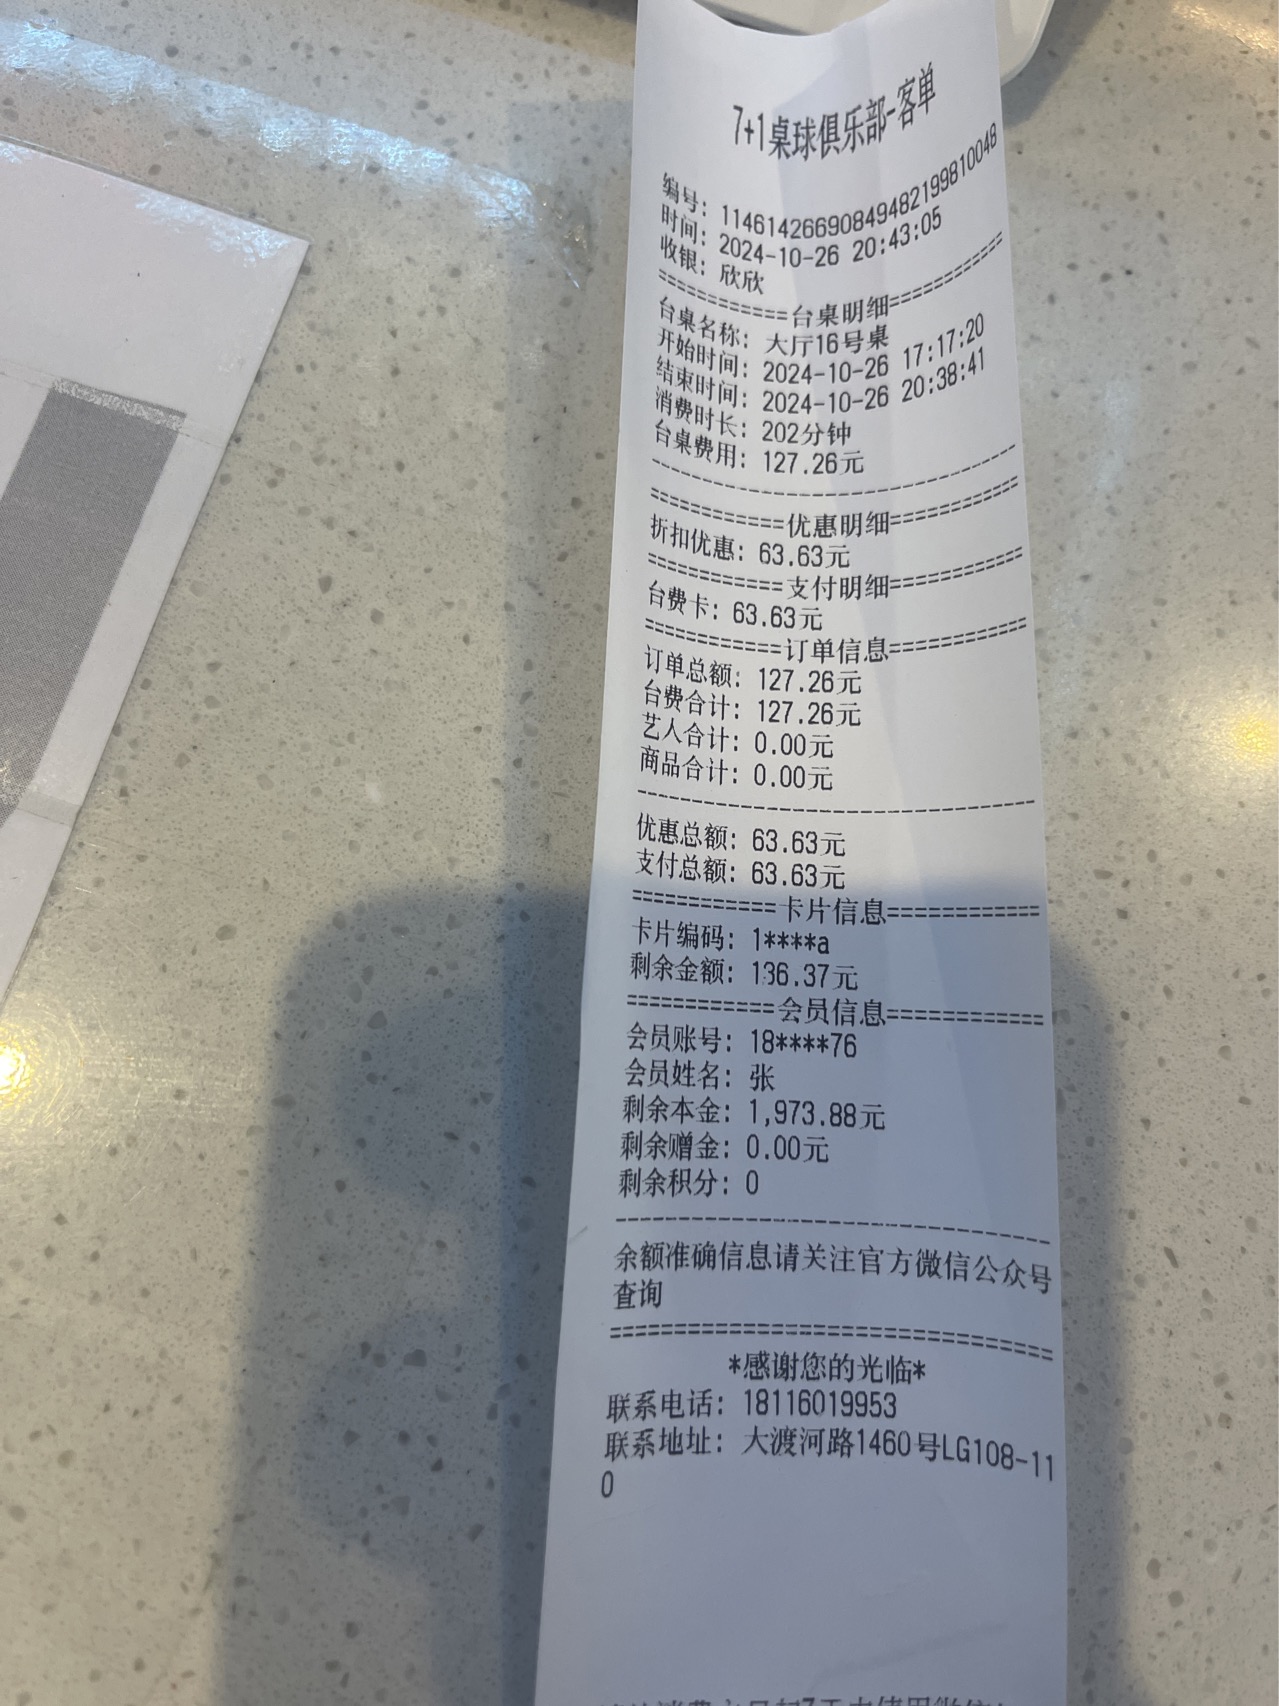 7+1桌球俱乐部-客单
编号: 11461426690849482199810048
时间: 2024-10-26 20:43:05
收银: 欣欣
============台桌明细============
台桌名称: 大厅16号桌
开始时间: 2024-10-26 17:17:20
结束时间: 2024-10-26 20:38:41
消费时长: 202分钟
台桌费用: 127.26元
--------------------------------
============优惠明细============
折扣优惠: 63.63元
============支付明细============
台费卡: 63.63元
============订单信息============
订单总额: 127.26元
台费合计: 127.26元
艺人合计: 0.00元
商品合计: 0.00元
--------------------------------
优惠总额: 63.63元
支付总额: 63.63元
============卡片信息============
卡片编码: 1****a
剩余金额: 136.37元
============会员信息============
会员账号: 18****76
会员姓名: 张
剩余本金: 1,973.88元
剩余赠金: 0.00元
剩余积分: 0
--------------------------------
余额准确信息请关注官方微信公众号
查询
================================
*感谢您的光临*
联系电话: 18116019953
联系地址: 大渡河路1460号LG108-11
0